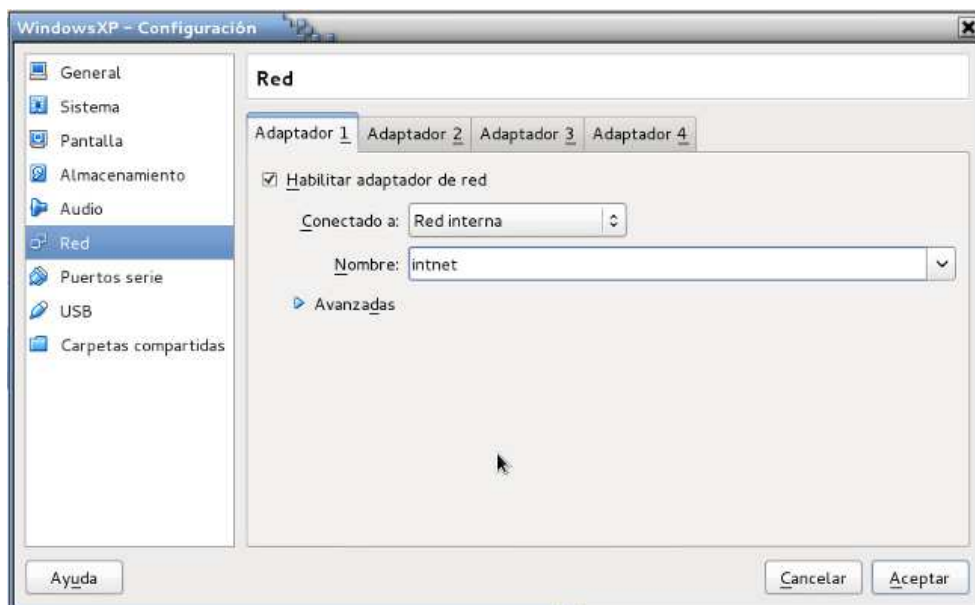 WindowsXP - Configuración
General
Sistema
Pantalla
Almacenamiento
Audio
Red
Puertos serie
USB
Carpetas compartidas
Red
Adaptador 1 Adaptador 2 Adaptador 3 Adaptador 4
Habilitar adaptador de red
Conectado a: Red interna
Nombre: intnet
Avanzadas
Ayuda Cancelar Aceptar